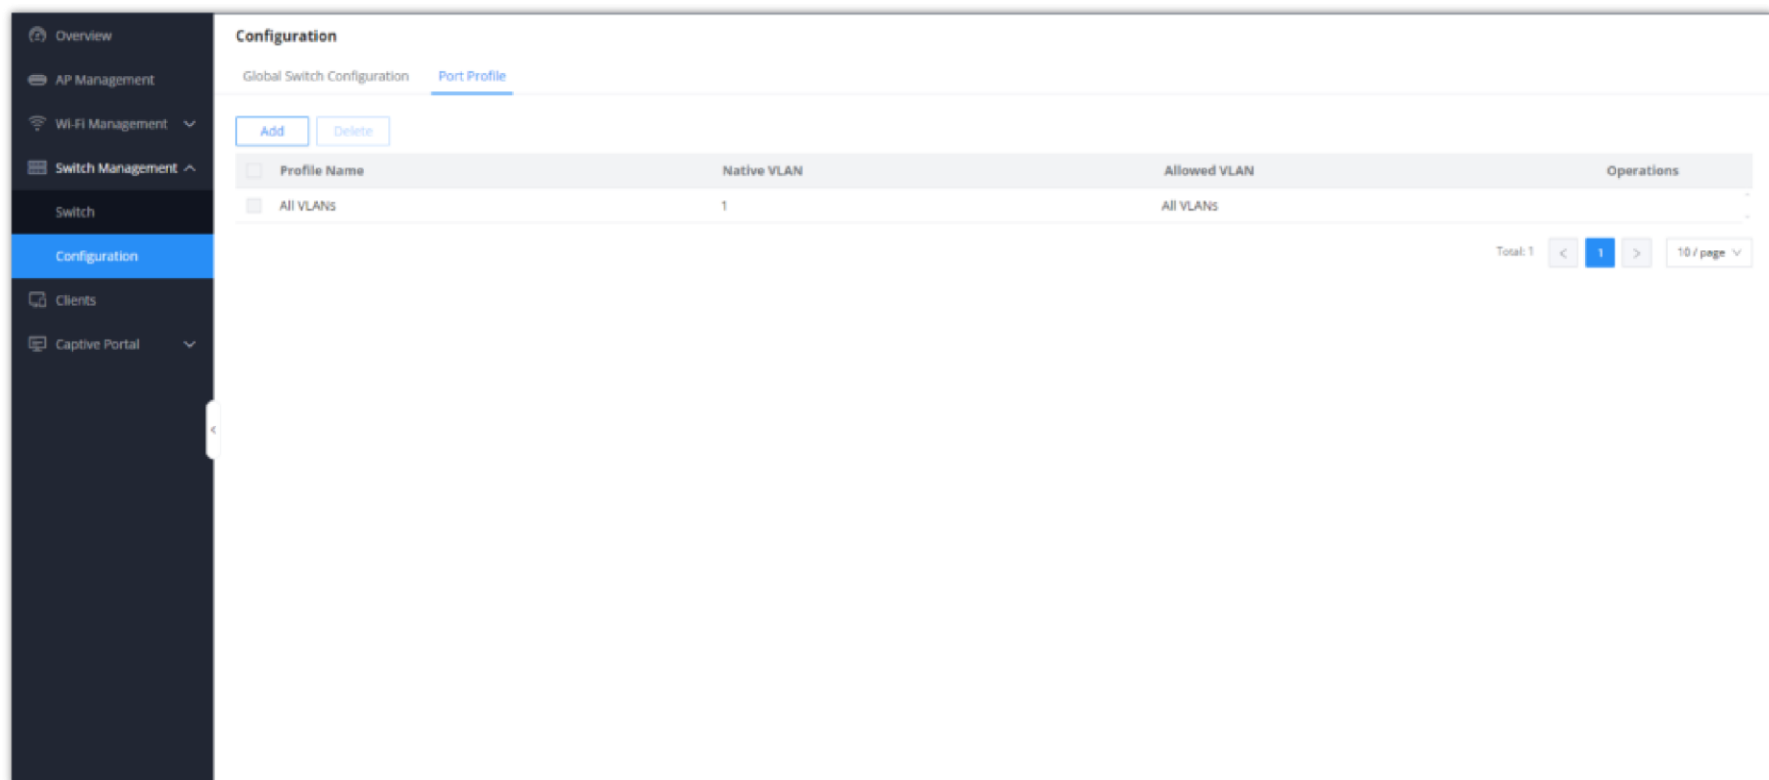 Overview
AP Management
Wi-Fi Management
Switch Management
Switch
Configuration
Clients
Captive Portal
Configuration
Global Switch Configuration Port Profile
Add Delete
Profile Name Native VLAN Allowed VLAN Operations
All VLANs 1 All VLANs
Total: 1 < 1 > 10 / page